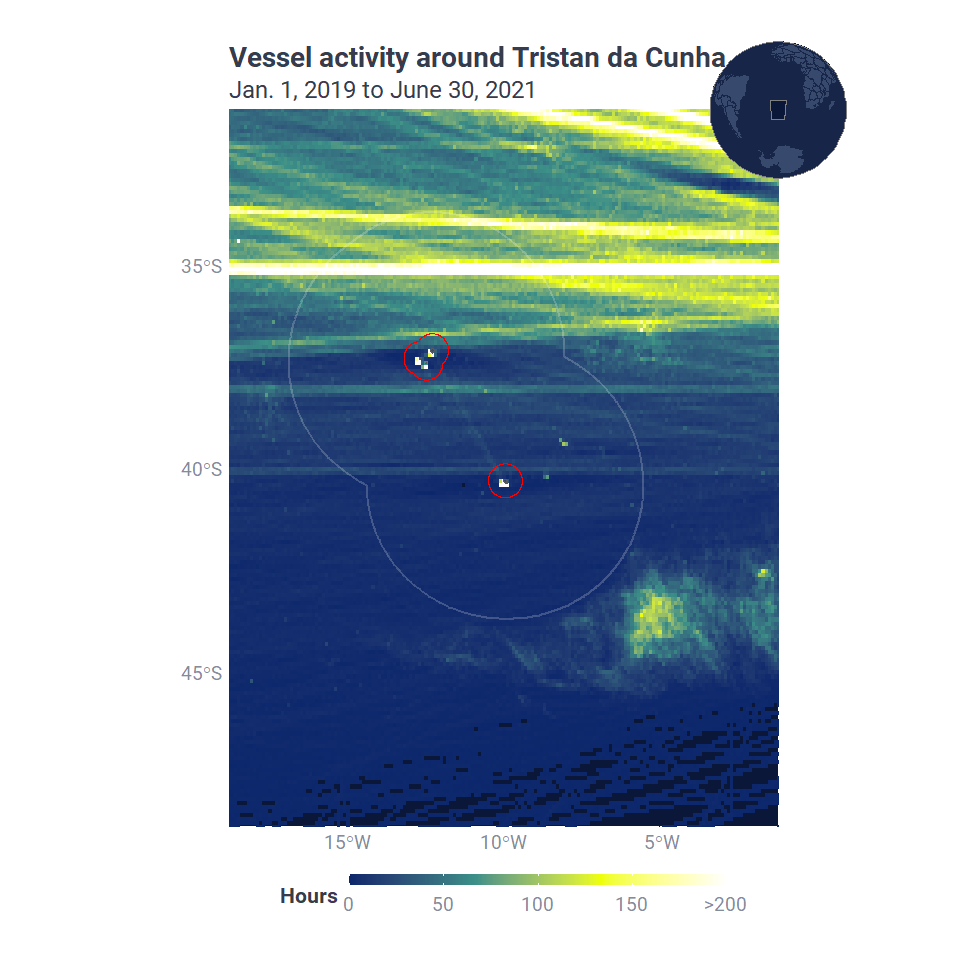 Vessel activity around Tristan da Cunha
Jan. 1, 2019 to June 30, 2021
35°S
40°S
45°S
15°W 10°W 5°W
Hours 0 50 100 150 >200